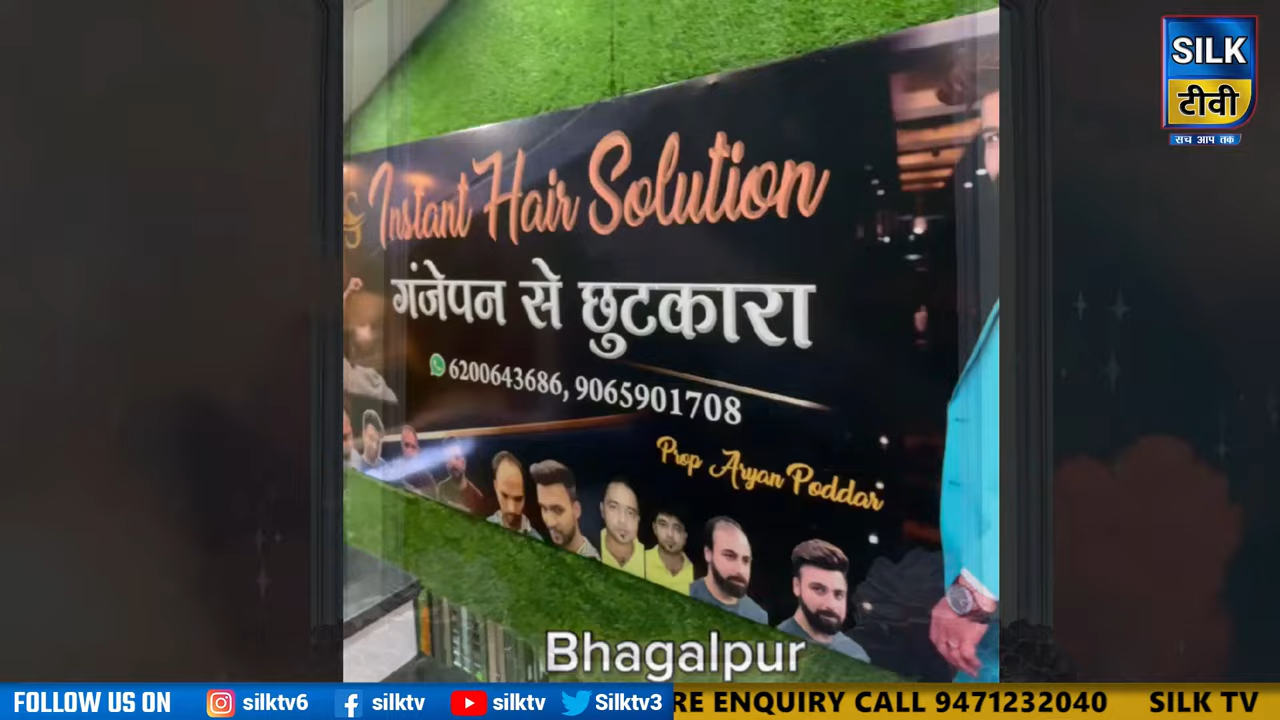 SILK
टीवी
सच आप तक
Instant Hair Solution
गंजेपन से छुटकारा
6200643686, 9065901708
Prop Aryan Poddar
Bhagalpur
FOLLOW US ON silktv6 silktv silktv Silktv3 RE ENQUIRY CALL 9471232040 SILK TV